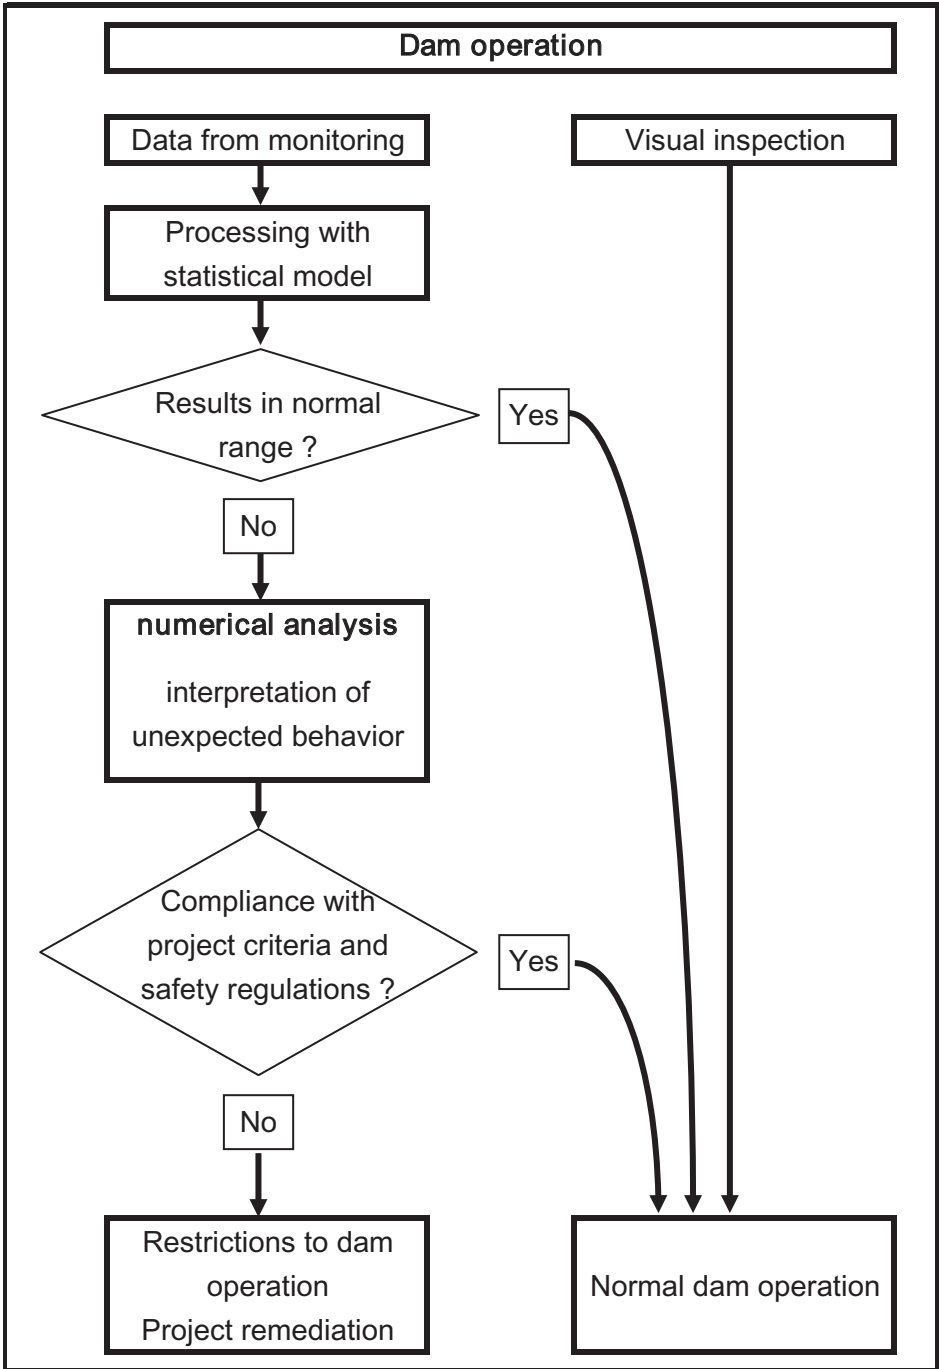 Dam operation
Data from monitoring
Visual inspection
Processing with
statistical model
Results in normal
range ?
Yes
No
numerical analysis
interpretation of
unexpected behavior
Compliance with
project criteria and
safety regulations ?
Yes
No
Restrictions to dam
operation
Project remediation
Normal dam operation